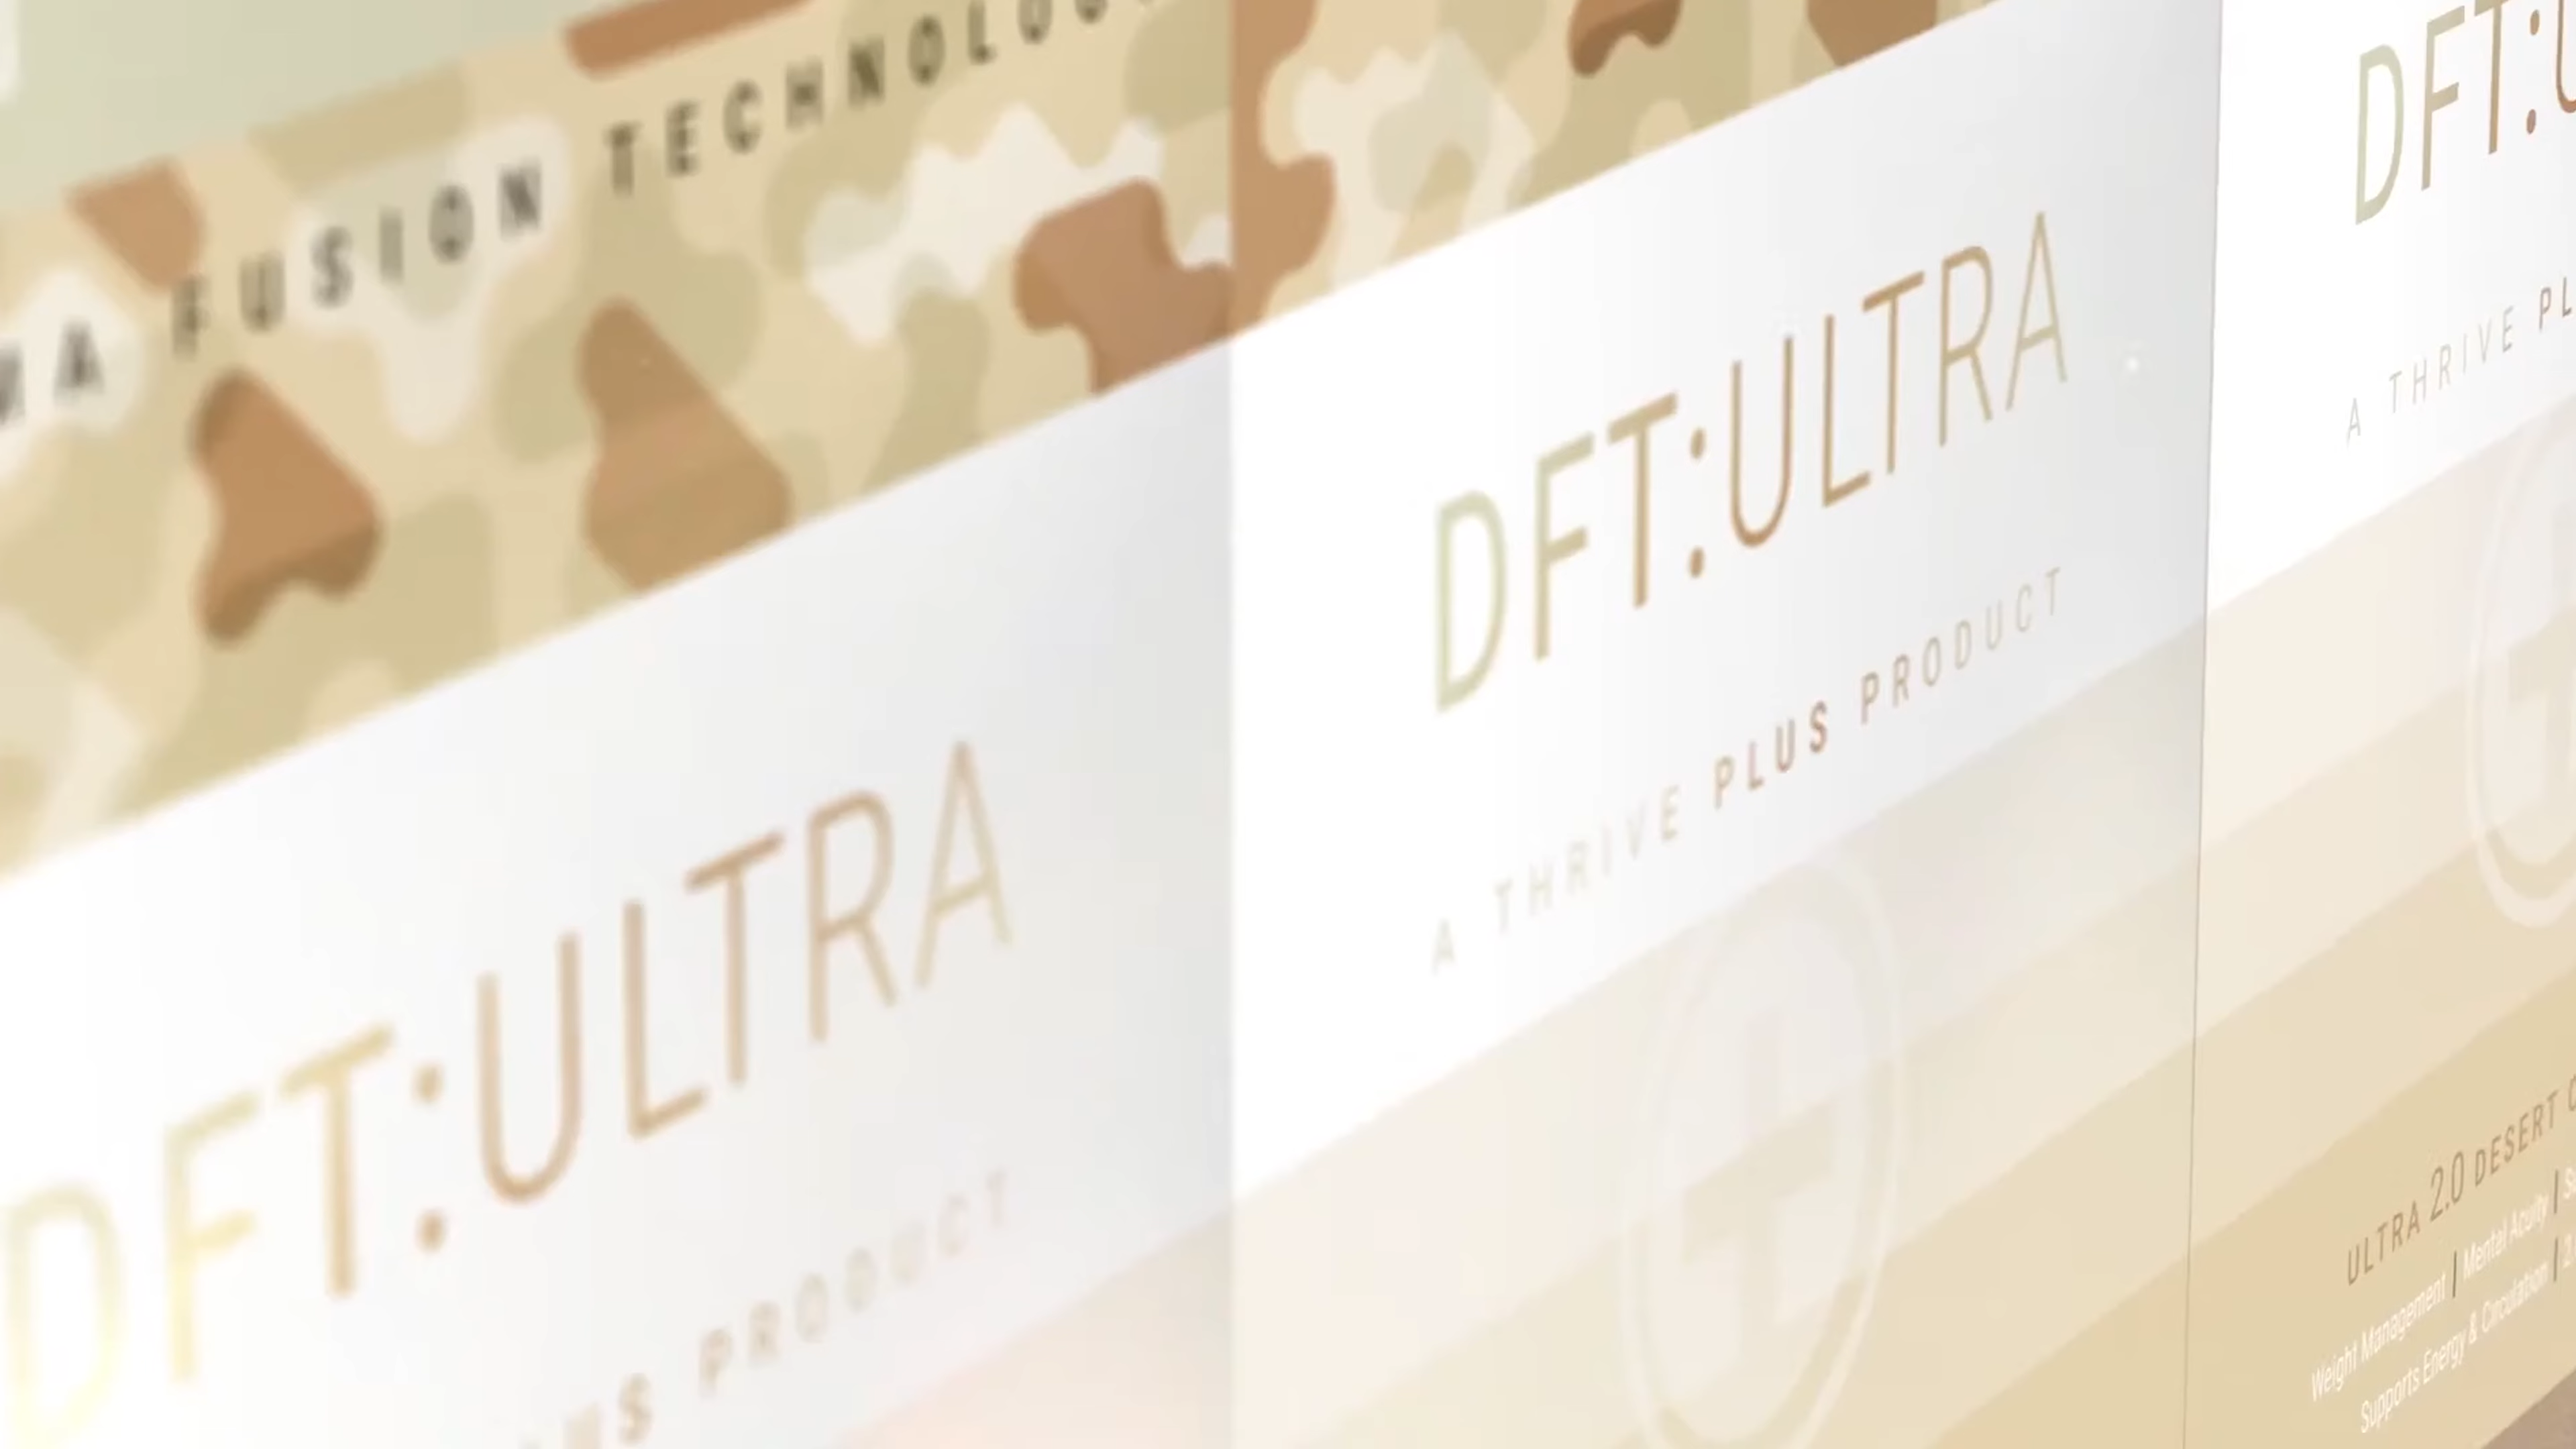 FUSION TECHNOLOG
DFT:ULTRA
PRODUCT
DFT:ULTRA
A THRIVE PLUS PRODUCT
DFT:U
A THRIVE PL
ULTRA 2.0 DESERT C
Weight Management | Mental Acuity |
Supports Energy & Circulation |